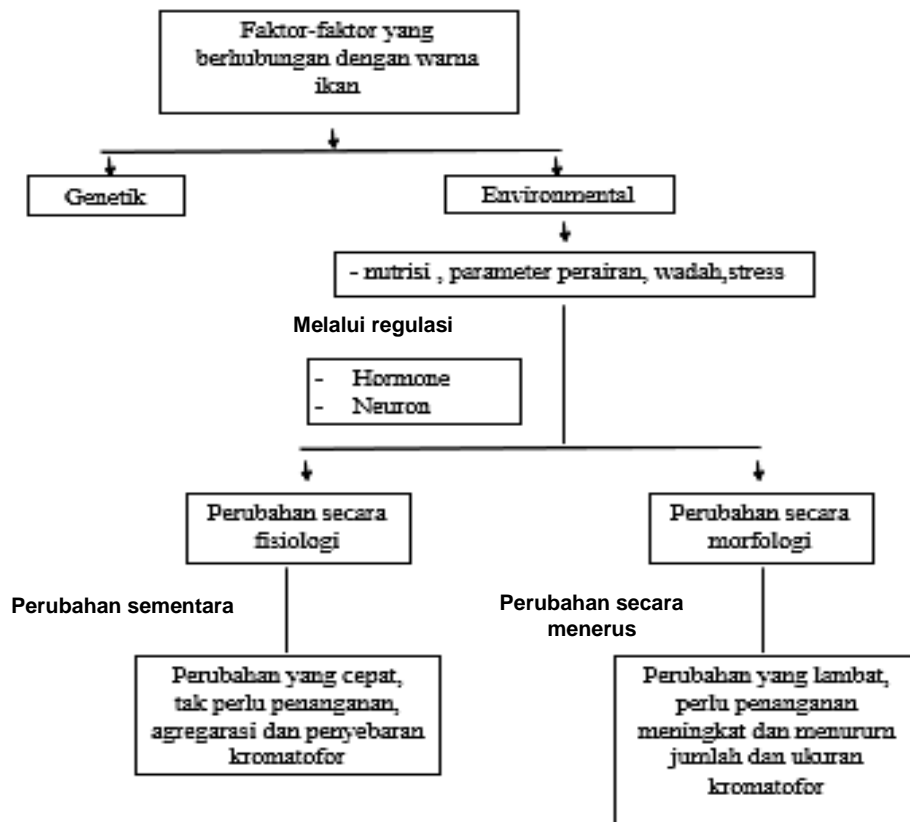 Faktor-faktor yang
berhubungan dengan warna
ikan
Genetik
Environmental
- nutrisi , parameter perairan, wadah,stress
Melalui regulasi
- Hormone
- Neuron
Perubahan secara
fisiologi
Perubahan secara
morfologi
Perubahan sementara
Perubahan secara
menerus
Perubahan yang cepat,
tak perlu penanganan,
agregarasi dan penyebaran
kromatofor
Perubahan yang lambat,
perlu penanganan
meningkat dan menururn
jumlah dan ukuran
kromatofor